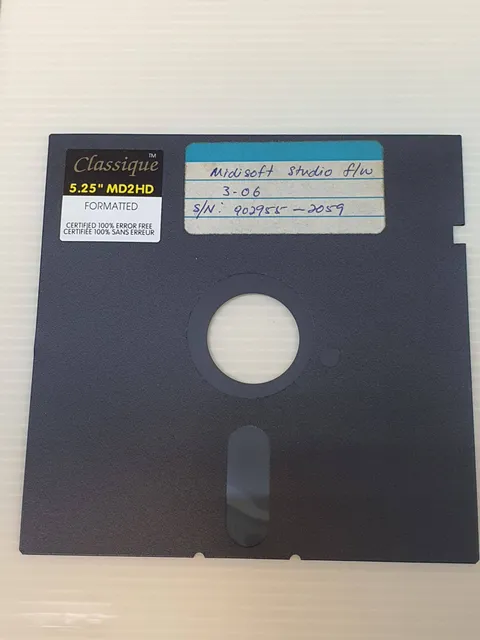 Classique™
5.25" MD2HD
FORMATTED
CERTIFIED 100% ERROR FREE
CERTIFIÉE 100% SANS ERREUR
Midisoft Studio f/w
3-06
S/N: 902955-2059